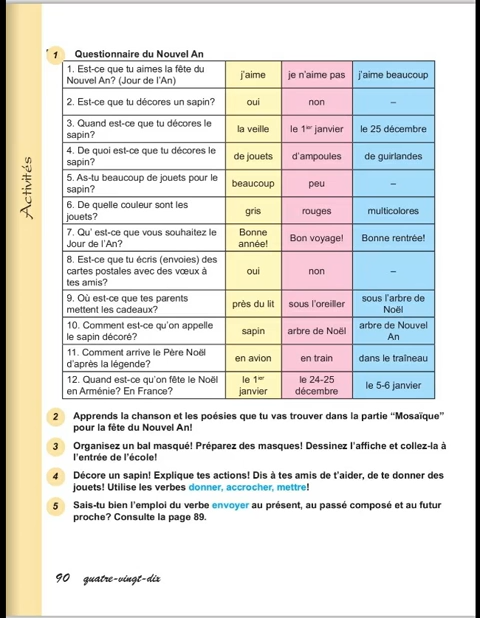 Activités
1 Questionnaire du Nouvel An
1. Est-ce que tu aimes la fête du
Nouvel An? (Jour de l'An)
j'aime
je n'aime pas
j'aime beaucoup
2. Est-ce que tu décores un sapin?
oui
non
–
3. Quand est-ce que tu décores le
sapin?
la veille
le 1er janvier
le 25 décembre
4. De quoi est-ce que tu décores le
sapin?
de jouets
d'ampoules
de guirlandes
5. As-tu beaucoup de jouets pour le
sapin?
beaucoup
peu
–
6. De quelle couleur sont les
jouets?
gris
rouges
multicolores
7. Qu' est-ce que vous souhaitez le
Jour de l'An?
Bonne
année!
Bon voyage!
Bonne rentrée!
8. Est-ce que tu écris (envoies) des
cartes postales avec des vœux à
tes amis?
oui
non
–
9. Où est-ce que tes parents
mettent les cadeaux?
près du lit
sous l'oreiller
sous l'arbre de
Noël
10. Comment est-ce qu'on appelle
le sapin décoré?
sapin
arbre de Noël
arbre de Nouvel
An
11. Comment arrive le Père Noël
d'après la légende?
en avion
en train
dans le traîneau
12. Quand est-ce qu'on fête le Noël
en Arménie? En France?
le 1er
janvier
le 24-25
décembre
le 5-6 janvier
2 Apprends la chanson et les poésies que tu vas trouver dans la partie "Mosaïque"
pour la fête du Nouvel An!
3 Organisez un bal masqué! Préparez des masques! Dessinez l'affiche et collez-la à
l'entrée de l'école!
4 Décore un sapin! Explique tes actions! Dis à tes amis de t'aider, de te donner des
jouets! Utilise les verbes donner, accrocher, mettre!
5 Sais-tu bien l'emploi du verbe envoyer au présent, au passé composé et au futur
proche? Consulte la page 89.
90 quatre-vingt-dix